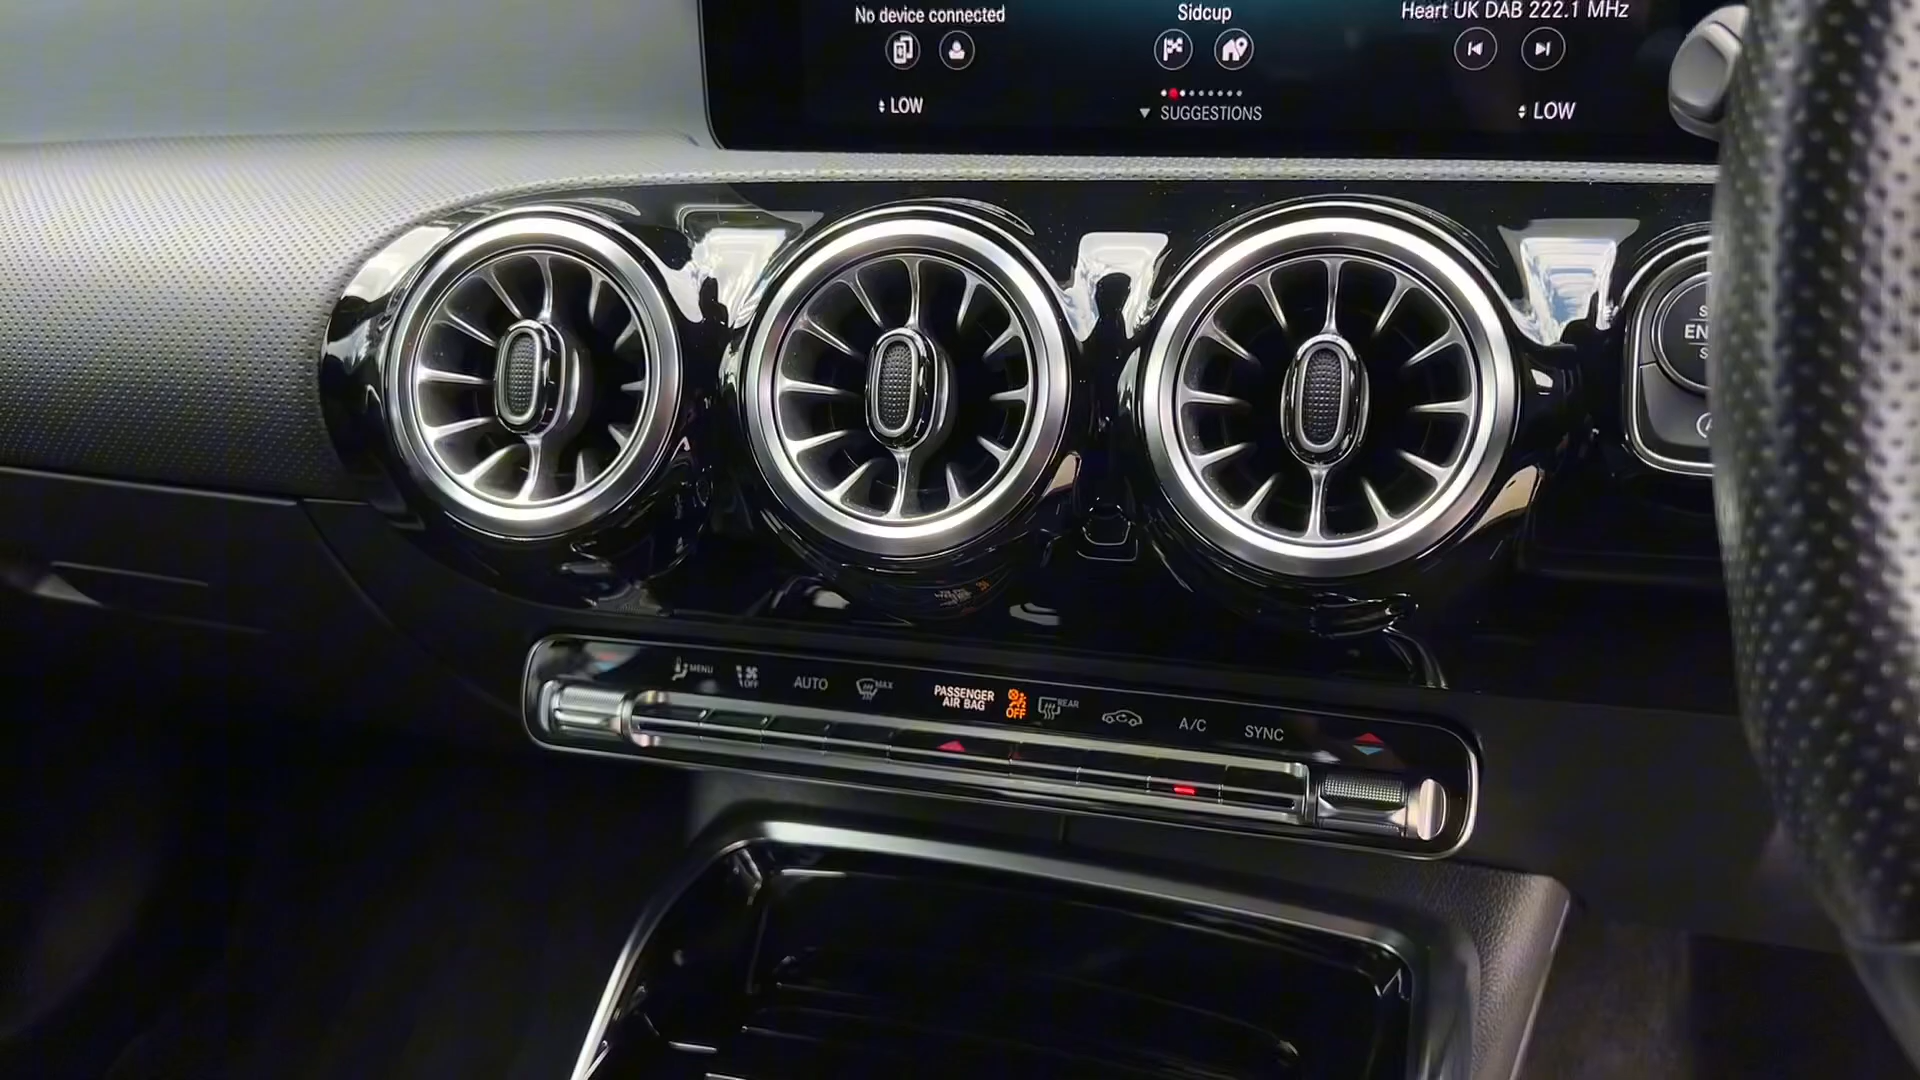 No device connected
Sidcup
Heart UK DAB 222.1 MHz
LOW
SUGGESTIONS
LOW
MENU
OFF
AUTO
MAX
PASSENGER
AIR BAG
OFF
REAR
A/C
SYNC